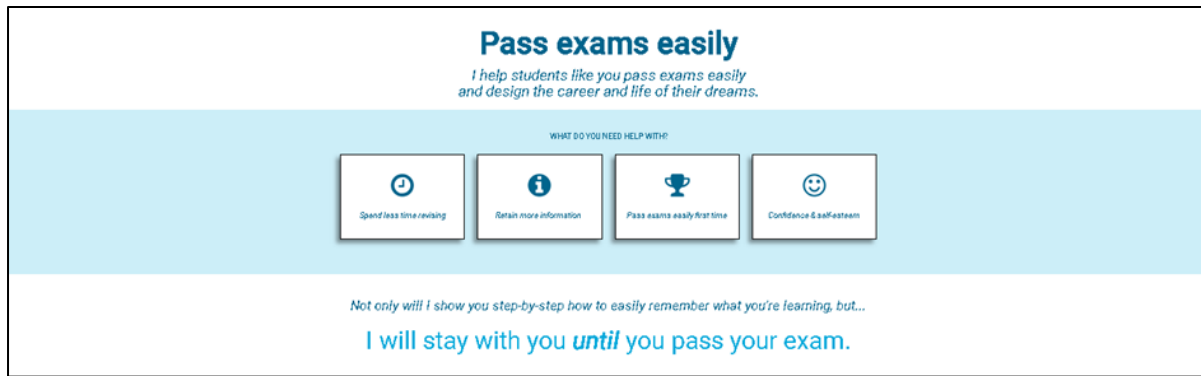 Pass exams easily
I help students like you pass exams easily
and design the career and life of their dreams.
WHAT DO YOU NEED HELP WITH?
Spend less time revising
Retain more information
Pass exams easily first time
Confidence & self-esteem
Not only will I show you step-by-step how to easily remember what you're learning, but...
I will stay with you until you pass your exam.